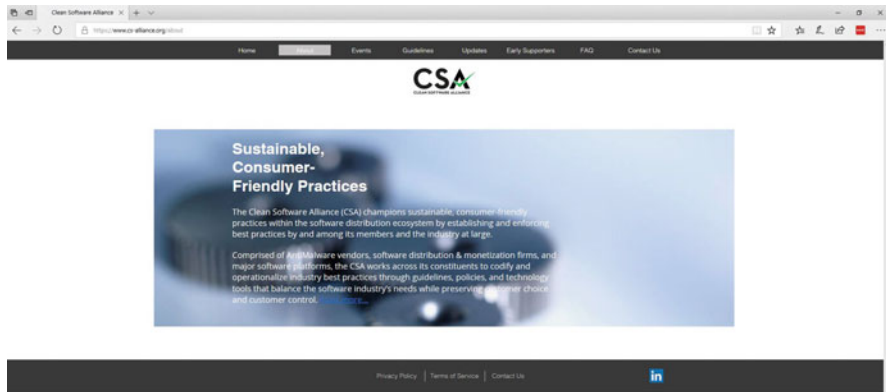 Clean Software Alliance
https://www.cs-alliance.org/about
Home About Events Guidelines Updates Early Supporters FAQ Contact Us
CSA
CLEAN SOFTWARE ALLIANCE
Sustainable,
Consumer-
Friendly Practices
The Clean Software Alliance (CSA) champions sustainable, consumer-friendly
practices within the software distribution ecosystem by establishing and enforcing
best practices by and among its members and the industry at large.
Comprised of AntiMalware vendors, software distribution & monetization firms, and
major software platforms, the CSA works across its constituents to codify and
operationalize industry best practices through guidelines, policies, and technology
tools that balance the software industry's needs while preserving customer choice
and customer control.
Privacy Policy | Terms of Service | Contact Us
in